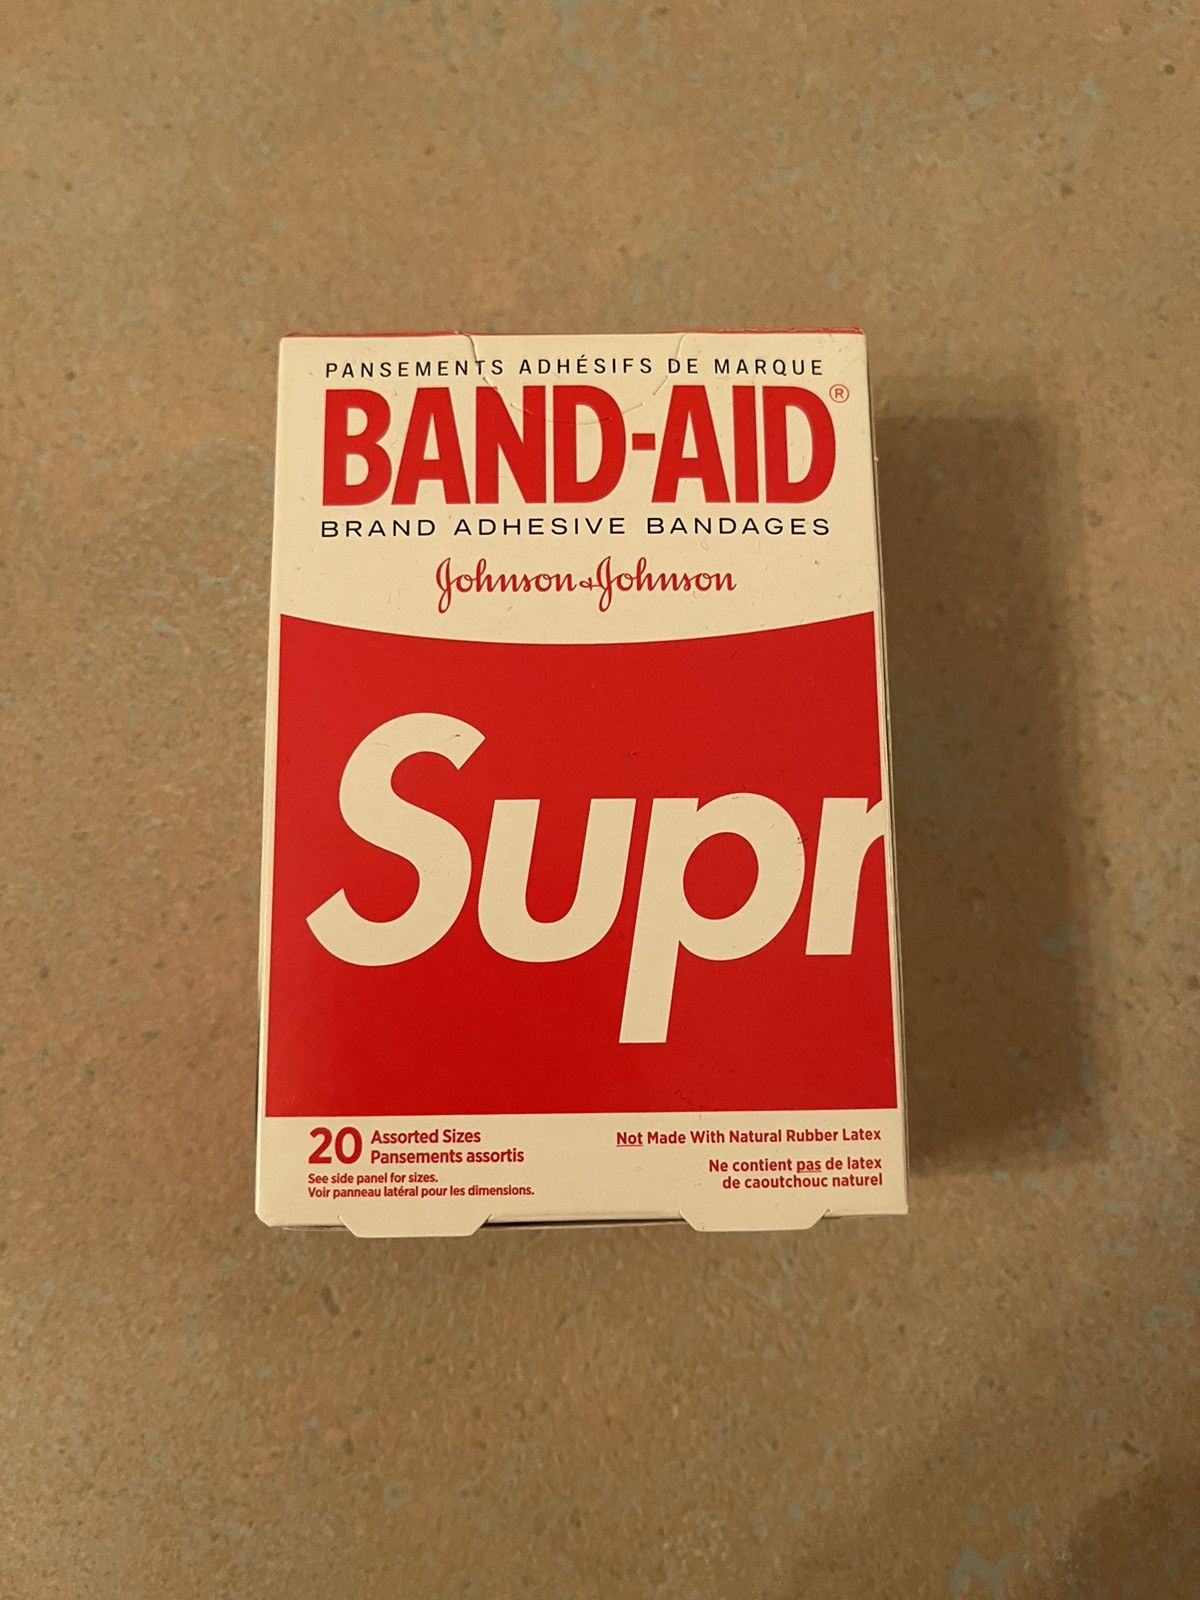 PANSEMENTS ADHÉSIFS DE MARQUE
BAND-AID®
BRAND ADHESIVE BANDAGES
Johnson & Johnson
Supr
20 Assorted Sizes
Pansements assortis
See side panel for sizes.
Voir panneau latéral pour les dimensions.
Not Made With Natural Rubber Latex
Ne contient pas de latex
de caoutchouc naturel